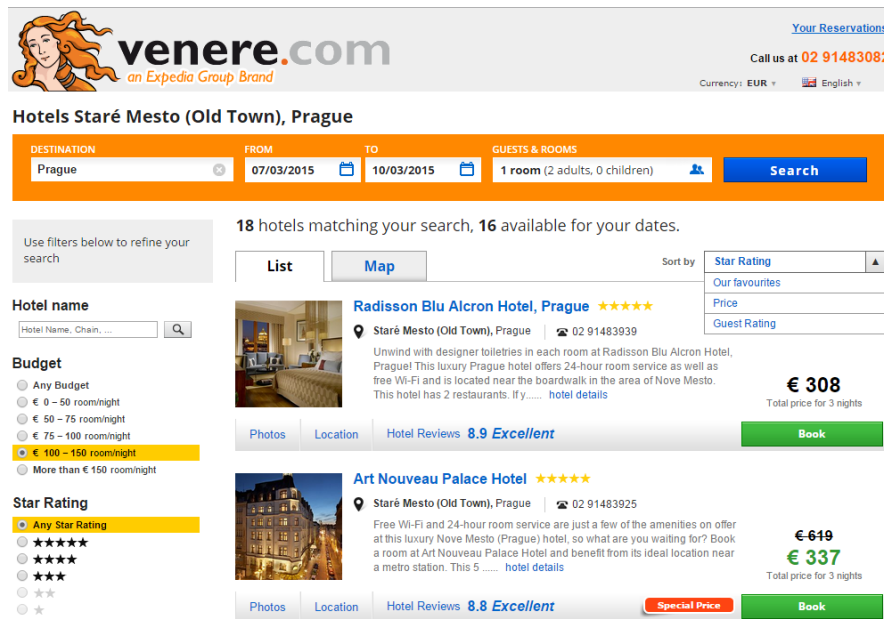 venere.com
an Expedia Group Brand
Your Reservations
Call us at 02 91483082
Currency: EUR
English
Hotels Staré Mesto (Old Town), Prague
DESTINATION
FROM
TO
GUESTS & ROOMS
Prague
07/03/2015
10/03/2015
1 room (2 adults, 0 children)
Search
Use filters below to refine your
search
Hotel name
Hotel Name, Chain, ...
Budget
Any Budget
€ 0 – 50 room/night
€ 50 – 75 room/night
€ 75 – 100 room/night
€ 100 – 150 room/night
More than € 150 room/night
Star Rating
Any Star Rating
18 hotels matching your search, 16 available for your dates.
List
Map
Sort by
Star Rating
Our favourites
Price
Guest Rating
Radisson Blu Alcron Hotel, Prague
Staré Mesto (Old Town), Prague
02 91483939
Unwind with designer toiletries in each room at Radisson Blu Alcron Hotel,
Prague! This luxury Prague hotel offers 24-hour room service as well as
free Wi-Fi and is located near the boardwalk in the area of Nove Mesto.
This hotel has 2 restaurants. If y...... hotel details
€ 308
Total price for 3 nights
Photos
Location
Hotel Reviews 8.9 Excellent
Book
Art Nouveau Palace Hotel
Staré Mesto (Old Town), Prague
02 91483925
Free Wi-Fi and 24-hour room service are just a few of the amenities on offer
at this luxury Nove Mesto (Prague) hotel, so what are you waiting for? Book
a room at Art Nouveau Palace Hotel and benefit from its ideal location near
a metro station. This 5 ...... hotel details
€ 619
€ 337
Total price for 3 nights
Photos
Location
Hotel Reviews 8.8 Excellent
Special Price
Book